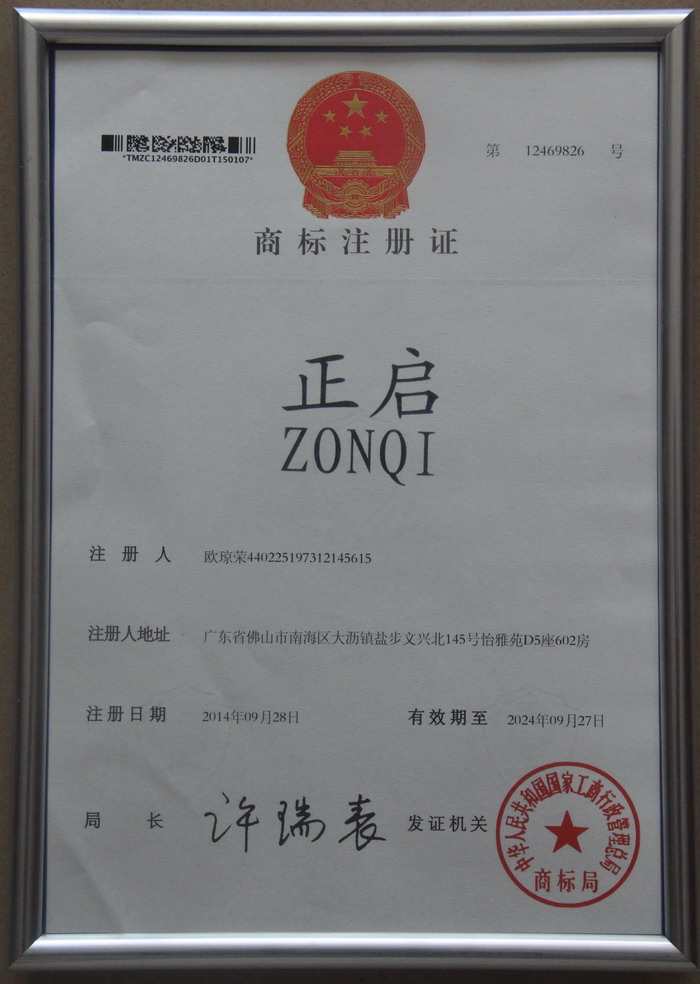 *TMZC12469826D01T150107*
第 12469826 号
商标注册证
正启
ZONQI
注册人 欧琼荣440225197312145615
注册人地址 广东省佛山市南海区大沥镇盐步文兴北145号怡雅苑D5座602房
注册日期 2014年09月28日 有效期至 2024年09月27日
局长 许瑞表 发证机关
中华人民共和国国家工商行政管理总局
商标局